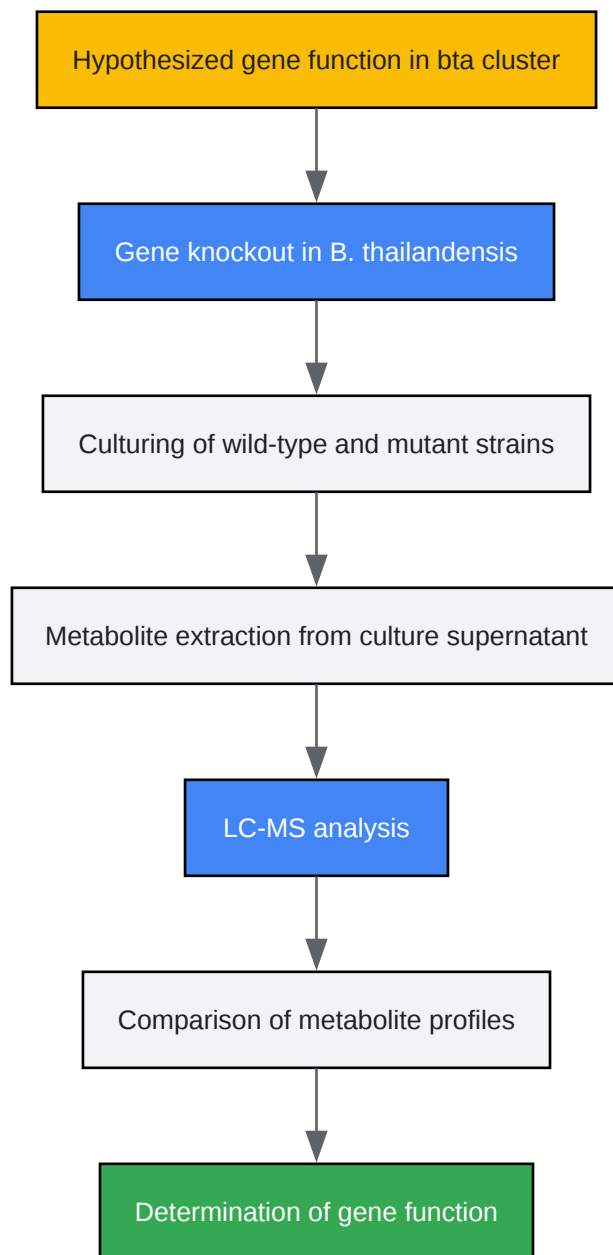 Hypothesized gene function in bta cluster
Gene knockout in B. thailandensis
Culturing of wild-type and mutant strains
Metabolite extraction from culture supernatant
LC-MS analysis
Comparison of metabolite profiles
Determination of gene function